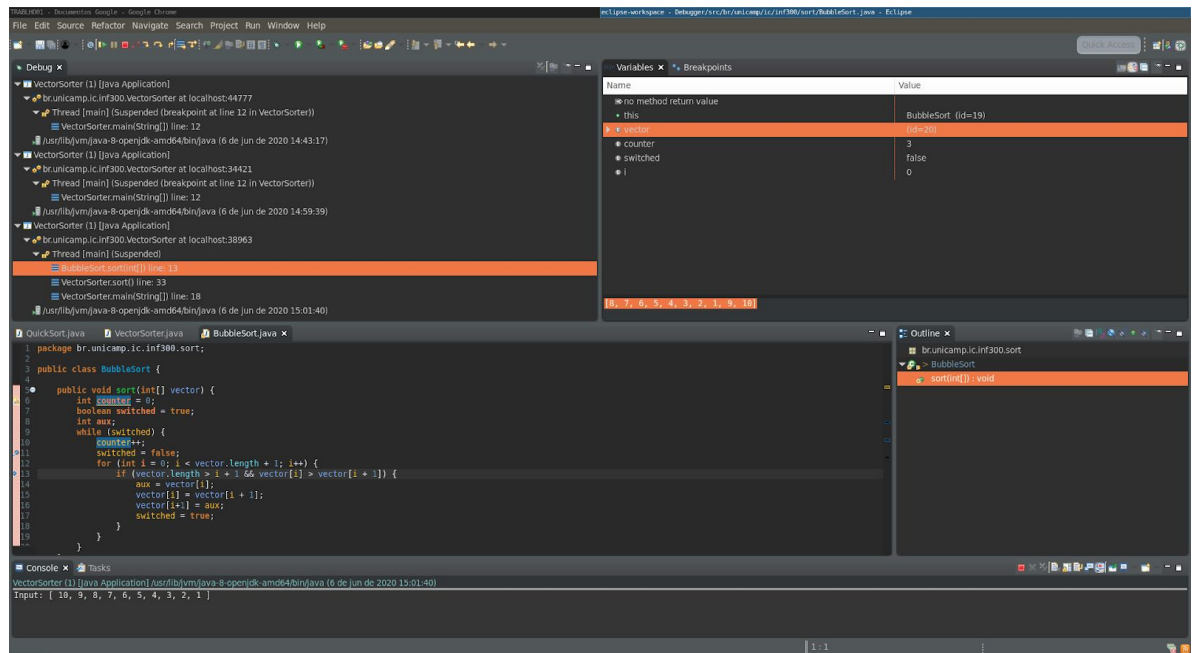 TRABLHO01 - Documentos Google - Google Chrome
eclipse-workspace - Debugger/src/br/unicamp/ic/inf300/sort/BubbleSort.java - Eclipse
File Edit Source Refactor Navigate Search Project Run Window Help
Quick Access
Debug
VectorSorter (1) [Java Application]
br.unicamp.ic.inf300.VectorSorter at localhost:44777
Thread [main] (Suspended (breakpoint at line 12 in VectorSorter))
VectorSorter.main(String[]) line: 12
/usr/lib/jvm/java-8-openjdk-amd64/bin/java (6 de jun de 2020 14:43:17)
VectorSorter (1) [Java Application]
br.unicamp.ic.inf300.VectorSorter at localhost:34421
Thread [main] (Suspended (breakpoint at line 12 in VectorSorter))
VectorSorter.main(String[]) line: 12
/usr/lib/jvm/java-8-openjdk-amd64/bin/java (6 de jun de 2020 14:59:39)
VectorSorter (1) [Java Application]
br.unicamp.ic.inf300.VectorSorter at localhost:38963
Thread [main] (Suspended)
BubbleSort.sort(int[]) line: 13
VectorSorter.sort() line: 33
VectorSorter.main(String[]) line: 18
/usr/lib/jvm/java-8-openjdk-amd64/bin/java (6 de jun de 2020 15:01:40)
Variables Breakpoints
Name Value
no method return value
this BubbleSort (id=19)
vector (id=20)
counter 3
switched false
i 0
[8, 7, 6, 5, 4, 3, 2, 1, 9, 10]
QuickSort.java VectorSorter.java BubbleSort.java
1 package br.unicamp.ic.inf300.sort;
2
3 public class BubbleSort {
4
5 public void sort(int[] vector) {
6 int counter = 0;
7 boolean switched = true;
8 int aux;
9 while (switched) {
10 counter++;
11 switched = false;
12 for (int i = 0; i < vector.length + 1; i++) {
13 if (vector.length > i + 1 && vector[i] > vector[i + 1]) {
14 aux = vector[i];
15 vector[i] = vector[i + 1];
16 vector[i+1] = aux;
17 switched = true;
18 }
19 }
}
Outline
br.unicamp.ic.inf300.sort
> BubbleSort
sort(int[]) : void
Console Tasks
VectorSorter (1) [Java Application] /usr/lib/jvm/java-8-openjdk-amd64/bin/java (6 de jun de 2020 15:01:40)
Input: [ 10, 9, 8, 7, 6, 5, 4, 3, 2, 1 ]
1 : 1